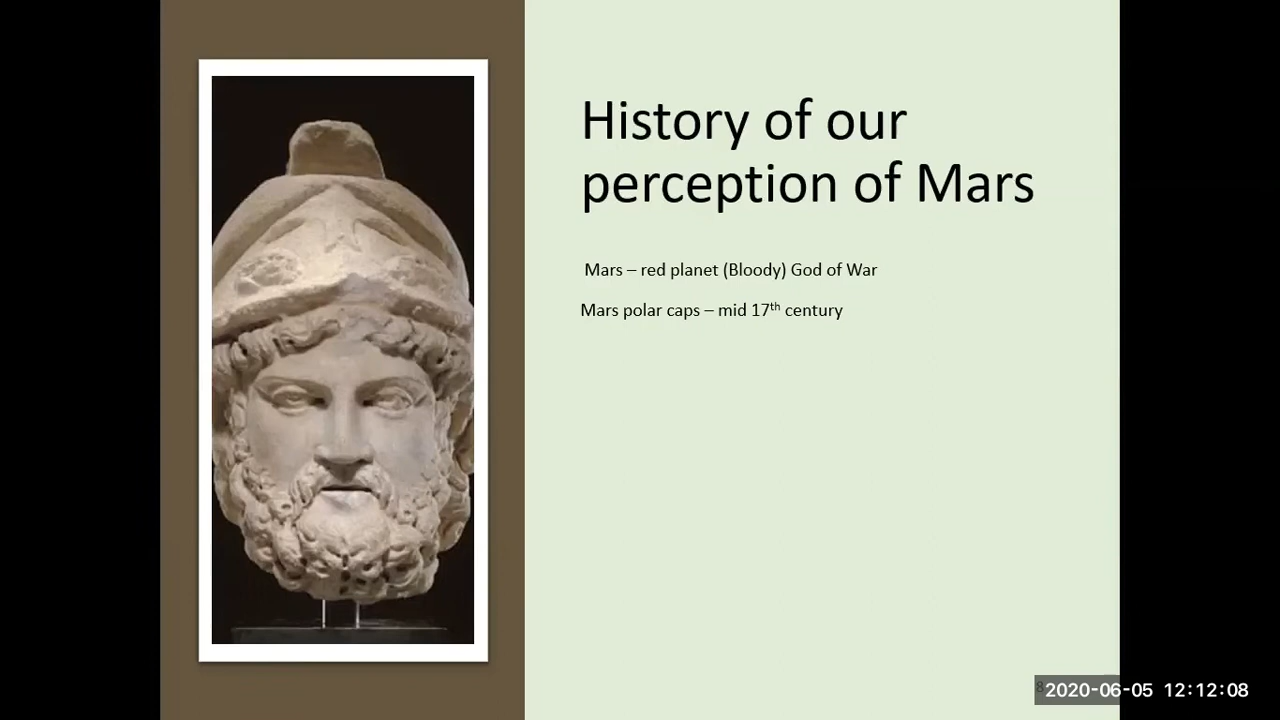 History of our
perception of Mars
Mars – red planet (Bloody) God of War
Mars polar caps – mid 17th century
2020-06-05 12:12:08